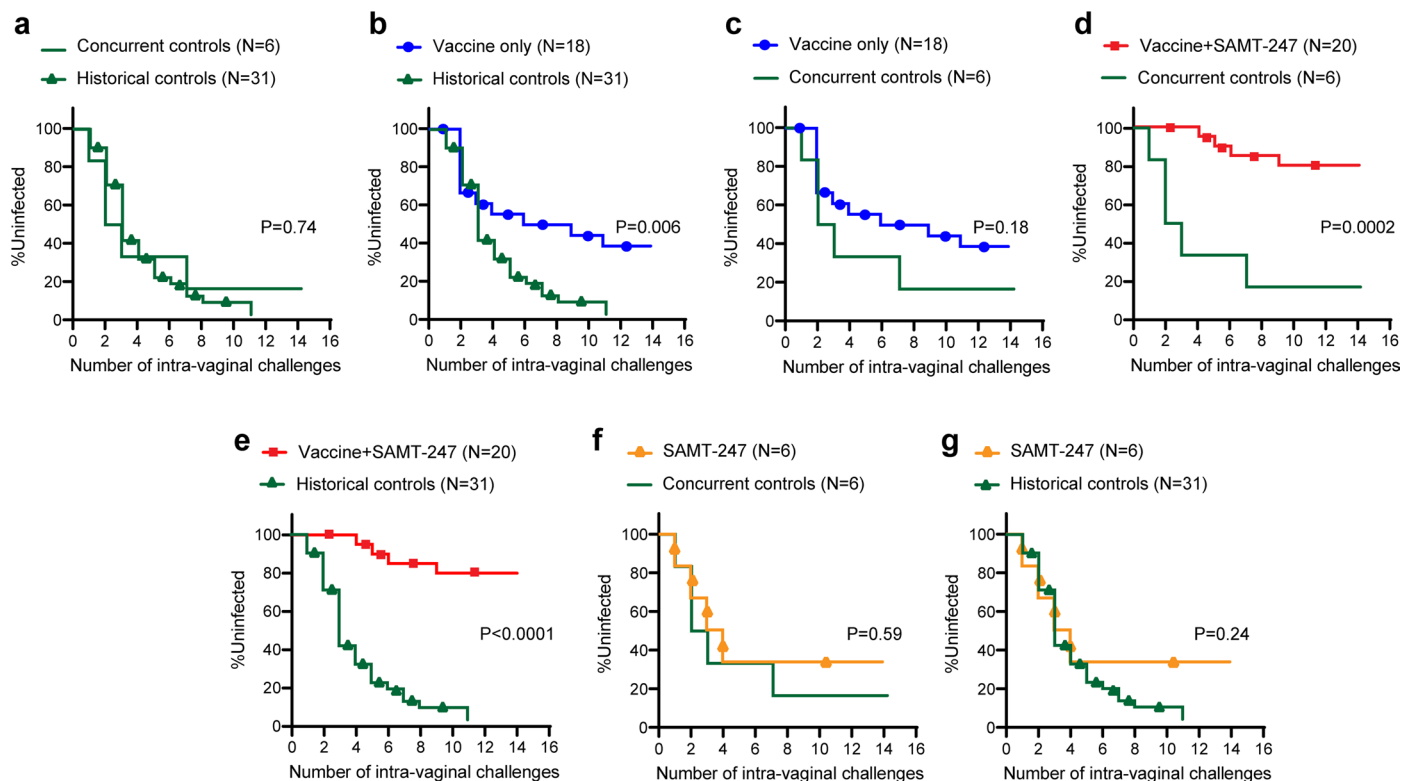 a
Concurrent controls (N=6)
Historical controls (N=31)
100
80
60
40
20
0
%Uninfected
P=0.74
0 2 4 6 8 10 12 14 16
Number of intra-vaginal challenges
b
Vaccine only (N=18)
Historical controls (N=31)
100
80
60
40
20
0
%Uninfected
P=0.006
0 2 4 6 8 10 12 14 16
Number of intra-vaginal challenges
c
Vaccine only (N=18)
Concurrent controls (N=6)
100
80
60
40
20
0
%Uninfected
P=0.18
0 2 4 6 8 10 12 14 16
Number of intra-vaginal challenges
d
Vaccine+SAMT-247 (N=20)
Concurrent controls (N=6)
100
80
60
40
20
0
%Uninfected
P=0.0002
0 2 4 6 8 10 12 14 16
Number of intra-vaginal challenges
e
Vaccine+SAMT-247 (N=20)
Historical controls (N=31)
100
80
60
40
20
0
%Uninfected
P<0.0001
0 2 4 6 8 10 12 14 16
Number of intra-vaginal challenges
f
SAMT-247 (N=6)
Concurrent controls (N=6)
100
80
60
40
20
0
%Uninfected
P=0.59
0 2 4 6 8 10 12 14 16
Number of intra-vaginal challenges
g
SAMT-247 (N=6)
Historical controls (N=31)
100
80
60
40
20
0
%Uninfected
P=0.24
0 2 4 6 8 10 12 14 16
Number of intra-vaginal challenges